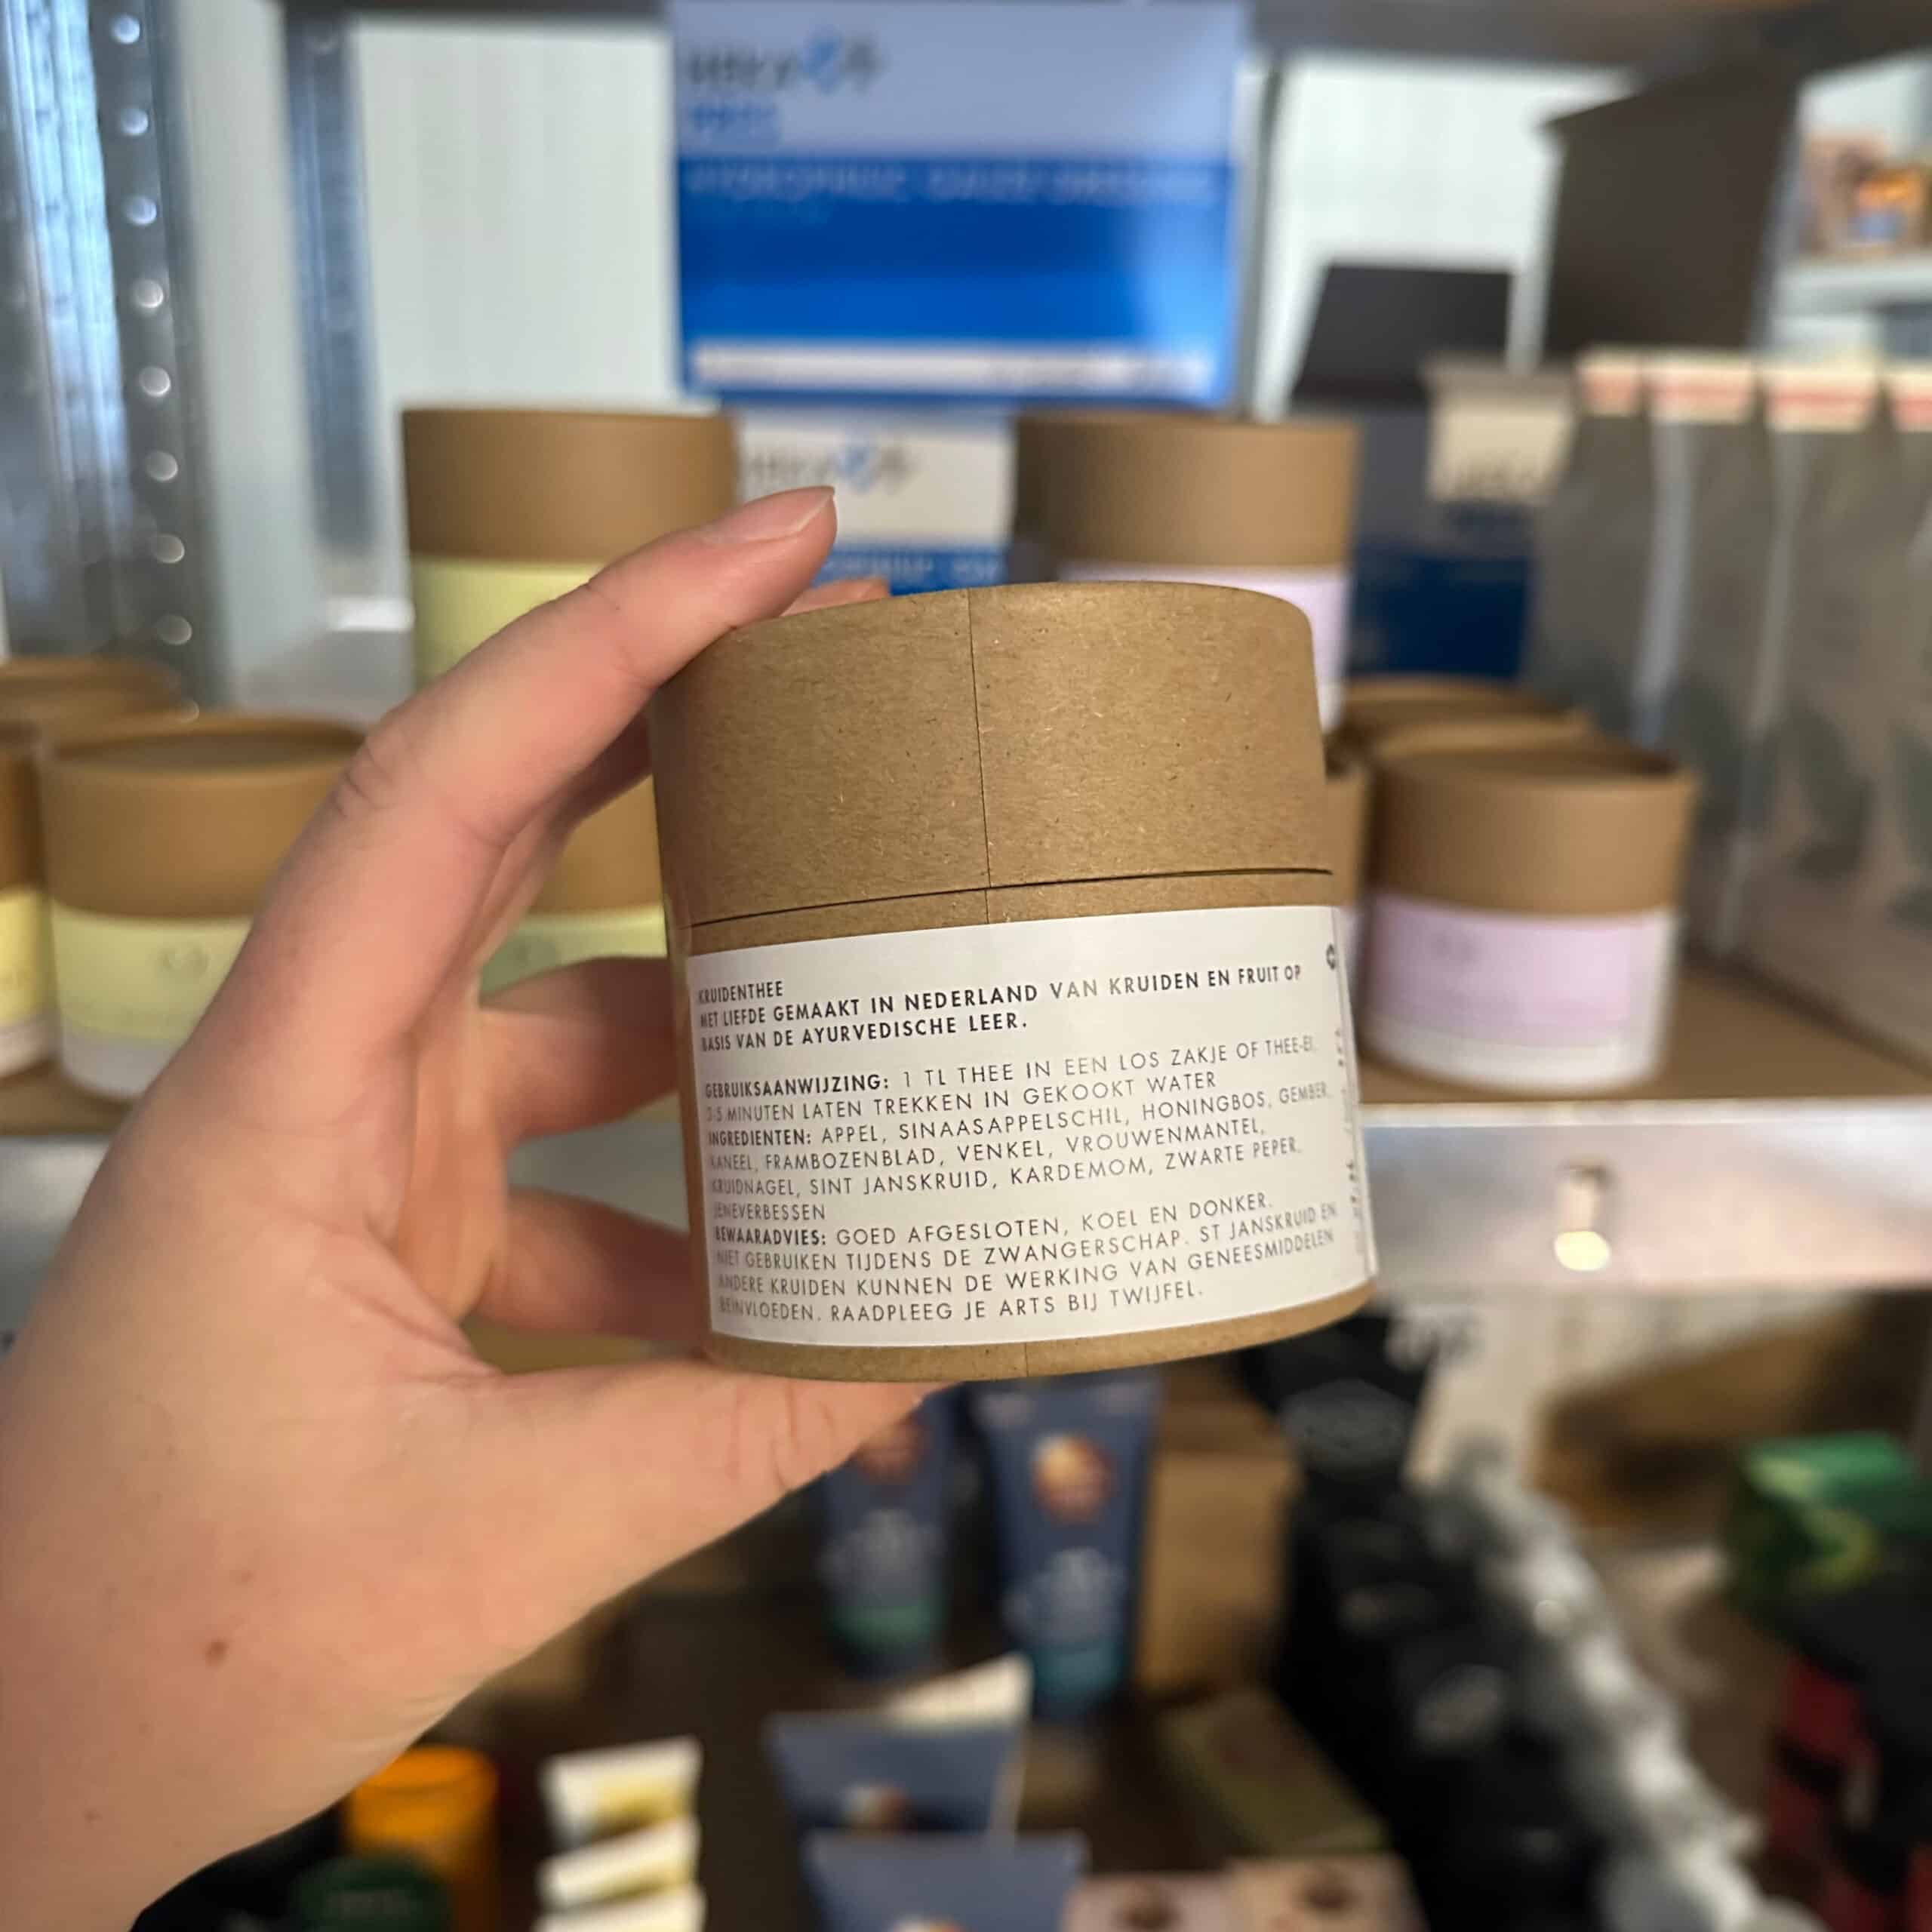 KRUIDENTHEE
MET LIEFDE GEMAAKT IN NEDERLAND VAN KRUIDEN EN FRUIT OP
BASIS VAN DE AYURVEDISCHE LEER.
GEBRUIKSAANWIJZING: 1 TL THEE IN EEN LOS ZAKJE OF THEE-EI.
3-5 MINUTEN LATEN TREKKEN IN GEKOOKT WATER
INGREDIENTEN: APPEL, SINAASAPPELSCHIL, HONINGBOS, GEMBER,
KANEEL, FRAMBOZENBLAD, VENKEL, VROUWENMANTEL,
KRUIDNAGEL, SINT JANSKRUID, KARDEMOM, ZWARTE PEPER,
JENEVERBESSEN
BEWAARADVIES: GOED AFGESLOTEN, KOEL EN DONKER.
NIET GEBRUIKEN TIJDENS DE ZWANGERSCHAP. ST JANSKRUID EN
ANDERE KRUIDEN KUNNEN DE WERKING VAN GENEESMIDDELEN
BEINVLOEDEN. RAADPLEEG JE ARTS BIJ TWIJFEL.